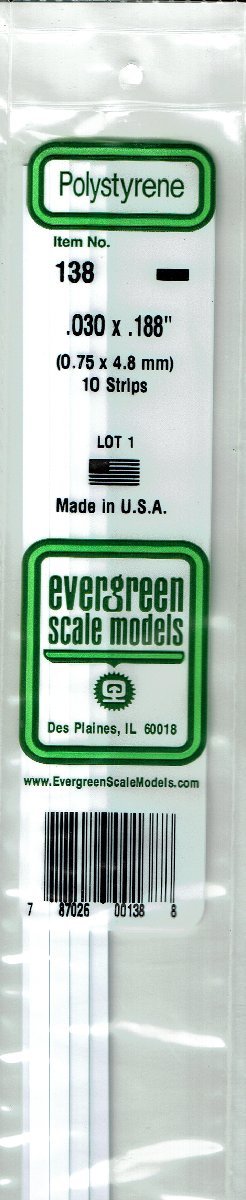 Polystyrene
Item No.
138
.030 x .188"
(0.75 x 4.8 mm)
10 Strips
LOT 1
Made in U.S.A.
evergreen
scale models
Des Plaines, IL 60018
www.EvergreenScaleModels.com
7 87026 00138 8